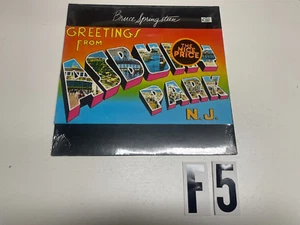 Bruce Springsteen
GREETINGS
FROM
ASBURY
THE
NICE
PRICE
PARK
N.J.
F5